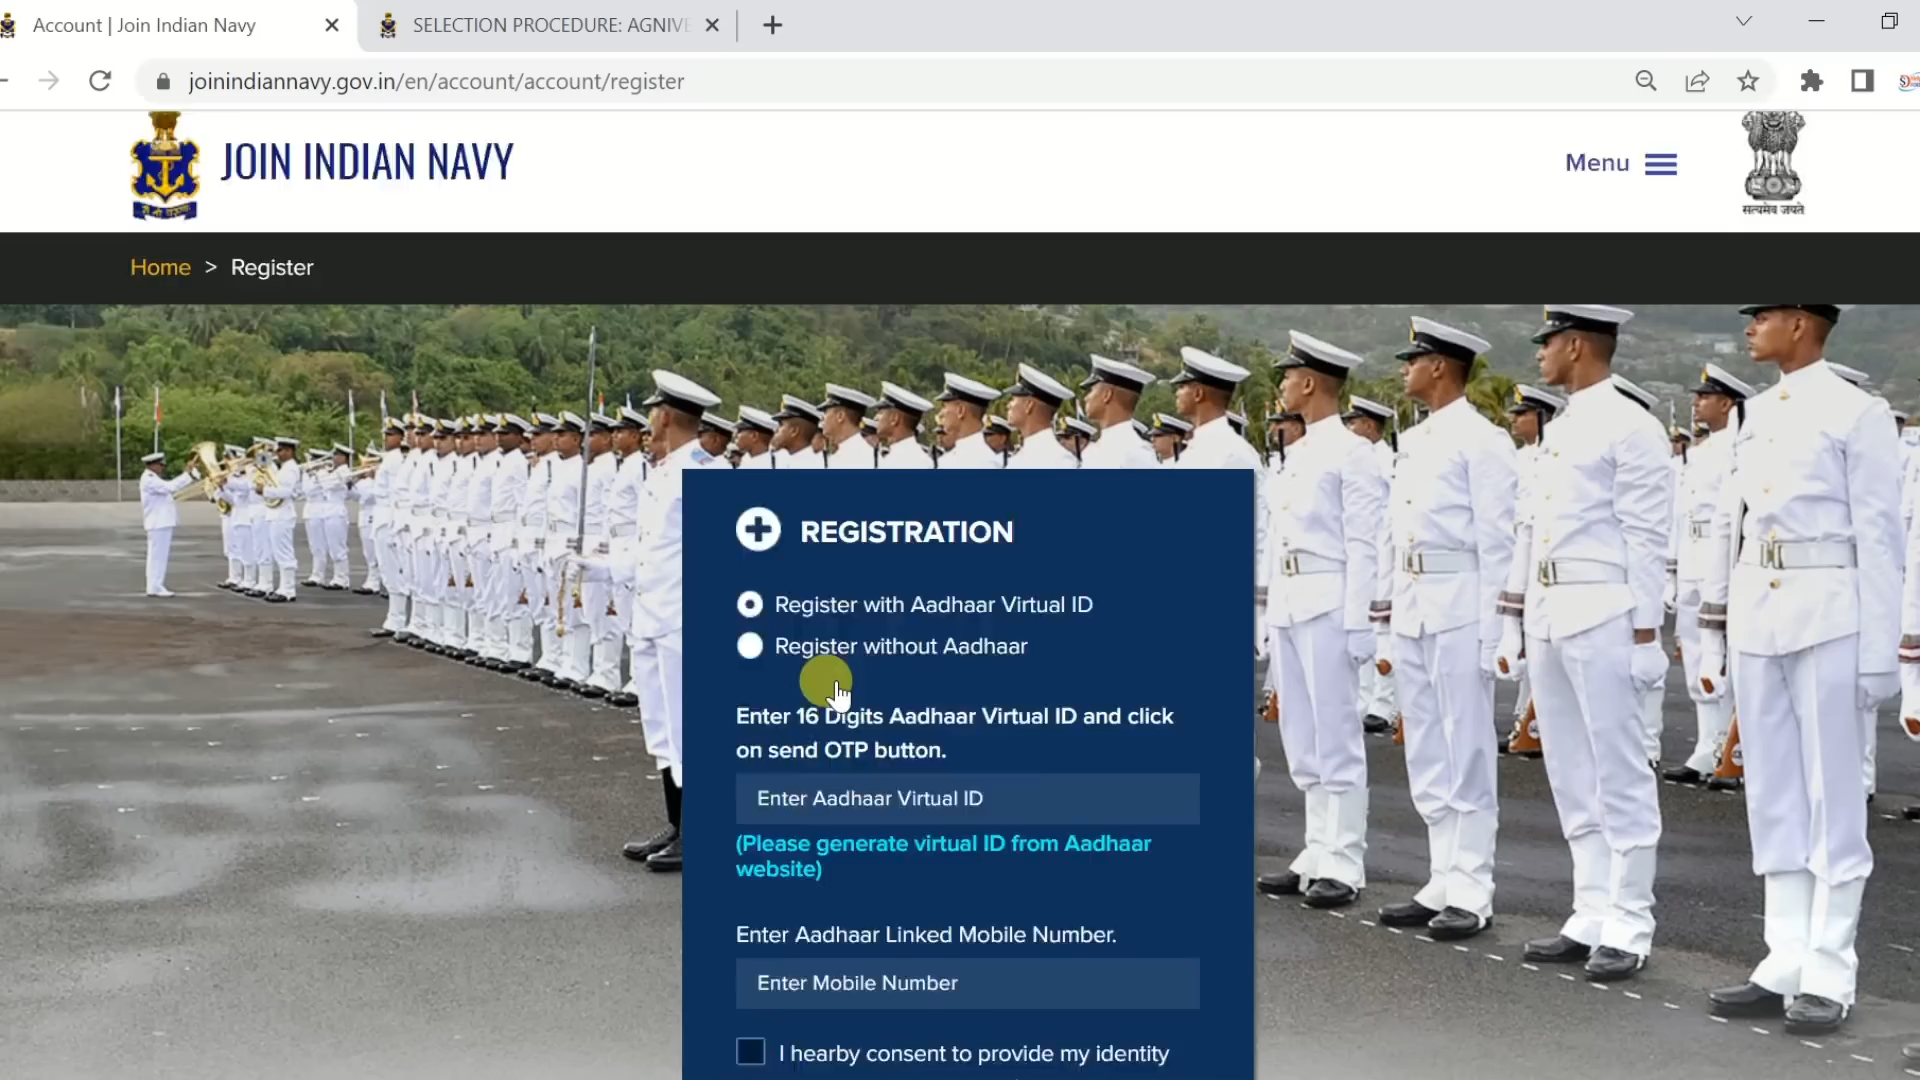 Account | Join Indian Navy
SELECTION PROCEDURE: AGNIVE
joinindiannavy.gov.in/en/account/account/register
JOIN INDIAN NAVY
Menu
सत्यमेव जयते
Home > Register
REGISTRATION
Register with Aadhaar Virtual ID
Register without Aadhaar
Enter 16 Digits Aadhaar Virtual ID and click
on send OTP button.
Enter Aadhaar Virtual ID
(Please generate virtual ID from Aadhaar
website)
Enter Aadhaar Linked Mobile Number.
Enter Mobile Number
I hearby consent to provide my identity